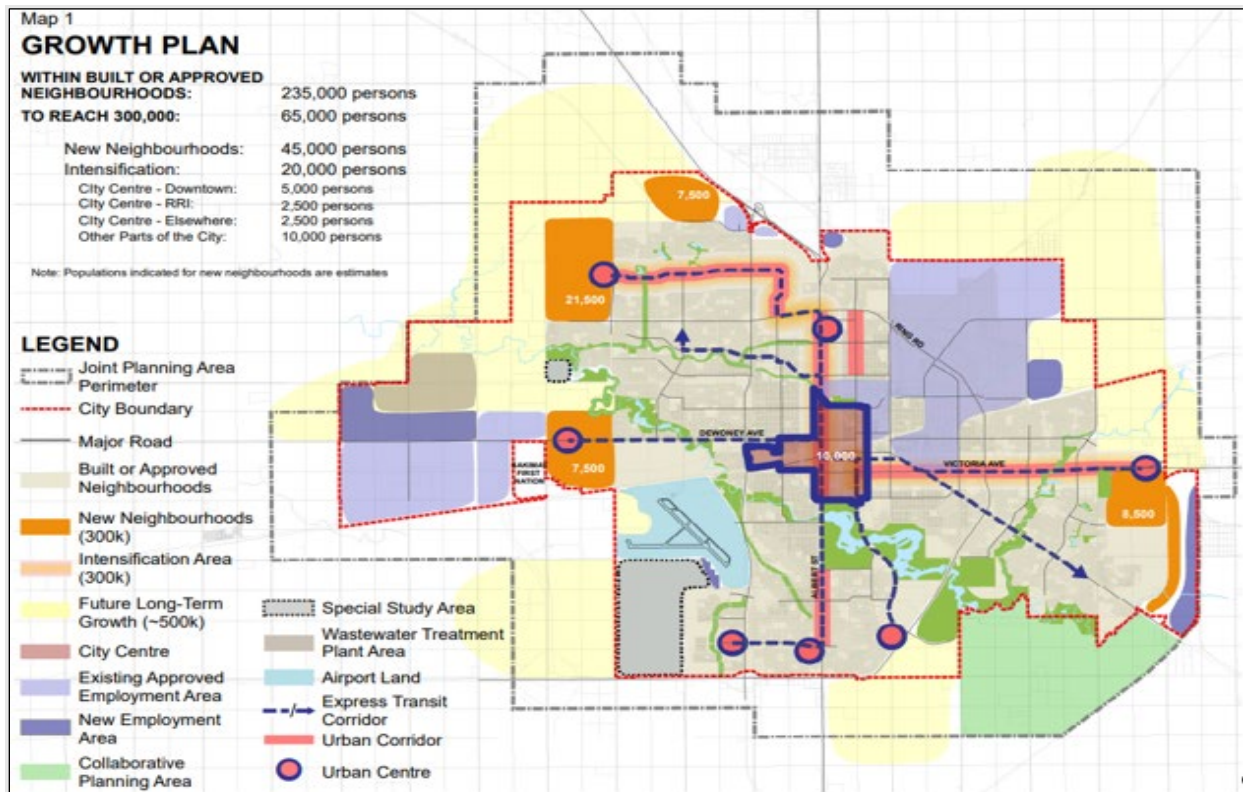 Map 1
GROWTH PLAN
WITHIN BUILT OR APPROVED
NEIGHBOURHOODS: 235,000 persons
TO REACH 300,000: 65,000 persons
New Neighbourhoods: 45,000 persons
Intensification: 20,000 persons
City Centre - Downtown: 5,000 persons
City Centre - RRI: 2,500 persons
City Centre - Elsewhere: 2,500 persons
Other Parts of the City: 10,000 persons
Note: Populations indicated for new neighbourhoods are estimates
7,500
21,500
RING RD
DEWDNEY AVE
10,000
VICTORIA AVE
7,500
NAKIMAT
FIRST
NATION
8,500
ALBERT ST
LEGEND
Joint Planning Area
Perimeter
City Boundary
Major Road
Built or Approved
Neighbourhoods
New Neighbourhoods
(300k)
Intensification Area
(300k)
Future Long-Term
Growth (~500k)
City Centre
Existing Approved
Employment Area
New Employment
Area
Collaborative
Planning Area
Special Study Area
Wastewater Treatment
Plant Area
Airport Land
Express Transit
Corridor
Urban Corridor
Urban Centre